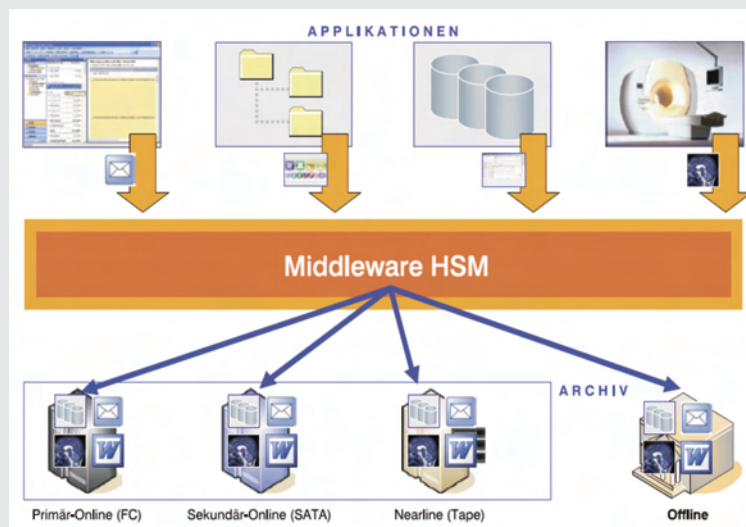 APPLIKATIONEN
Middleware HSM
ARCHIV
W
W
W
W
Primär-Online (FC)
Sekundär-Online (SATA)
Nearline (Tape)
Offline